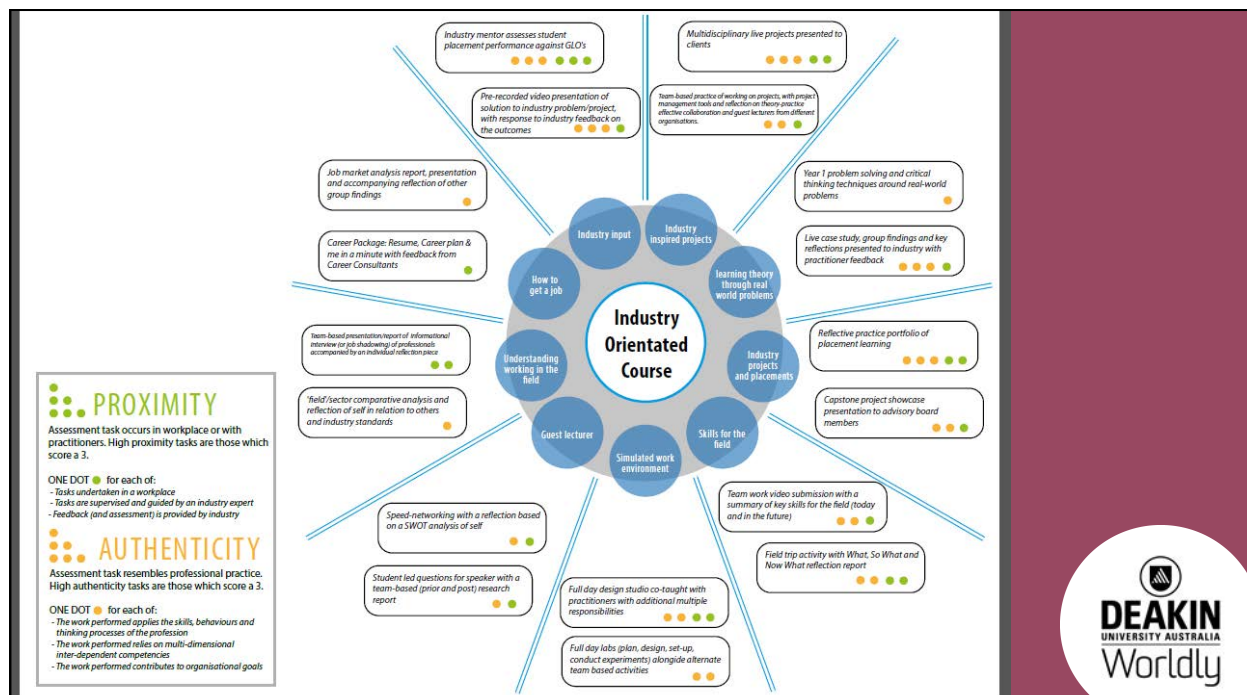 Industry mentor assesses student
placement performance against GLO's
Multidisciplinary live projects presented to
clients
Pre-recorded video presentation of
solution to industry problem/project,
with response to industry feedback on
the outcomes
Team-based practice of working on projects, with project
management tools and reflection on theory-practice
effective collaboration and guest lecturers from different
organisations.
Job market analysis report, presentation
and accompanying reflection of other
group findings
Year 1 problem solving and critical
thinking techniques around real-world
problems
Career Package: Resume, Career plan &
me in a minute with feedback from
Career Consultants
Live case study, group findings and key
reflections presented to industry with
practitioner feedback
Industry input
Industry
inspired projects
How to
get a job
learning theory
through real
world problems
Industry
Orientated
Course
Understanding
working in the
field
Industry
projects
and placements
Guest lecturer
Simulated work
environment
Skills for the
field
Team-based presentation/report of informational
interview (or job shadowing) of professionals
accompanied by an individual reflection piece
Reflective practice portfolio of
placement learning
'field'/sector comparative analysis and
reflection of self in relation to others
and industry standards
Capstone project showcase
presentation to advisory board
members
Speed-networking with a reflection based
on a SWOT analysis of self
Team work video submission with a
summary of key skills for the field (today
and in the future)
Student led questions for speaker with a
team-based (prior and post) research
report
Field trip activity with What, So What and
Now What reflection report
Full day design studio co-taught with
practitioners with additional multiple
responsibilities
Full day labs (plan, design, set-up,
conduct experiments) alongside alternate
team based activities
PROXIMITY
Assessment task occurs in workplace or with
practitioners. High proximity tasks are those which
score a 3.
ONE DOT for each of:
- Tasks undertaken in a workplace
- Tasks are supervised and guided by an industry expert
- Feedback (and assessment) is provided by industry
AUTHENTICITY
Assessment task resembles professional practice.
High authenticity tasks are those which score a 3.
ONE DOT for each of:
- The work performed applies the skills, behaviours and
thinking processes of the profession
- The work performed relies on multi-dimensional
inter-dependent competencies
- The work performed contributes to organisational goals
DEAKIN
UNIVERSITY AUSTRALIA
Worldly